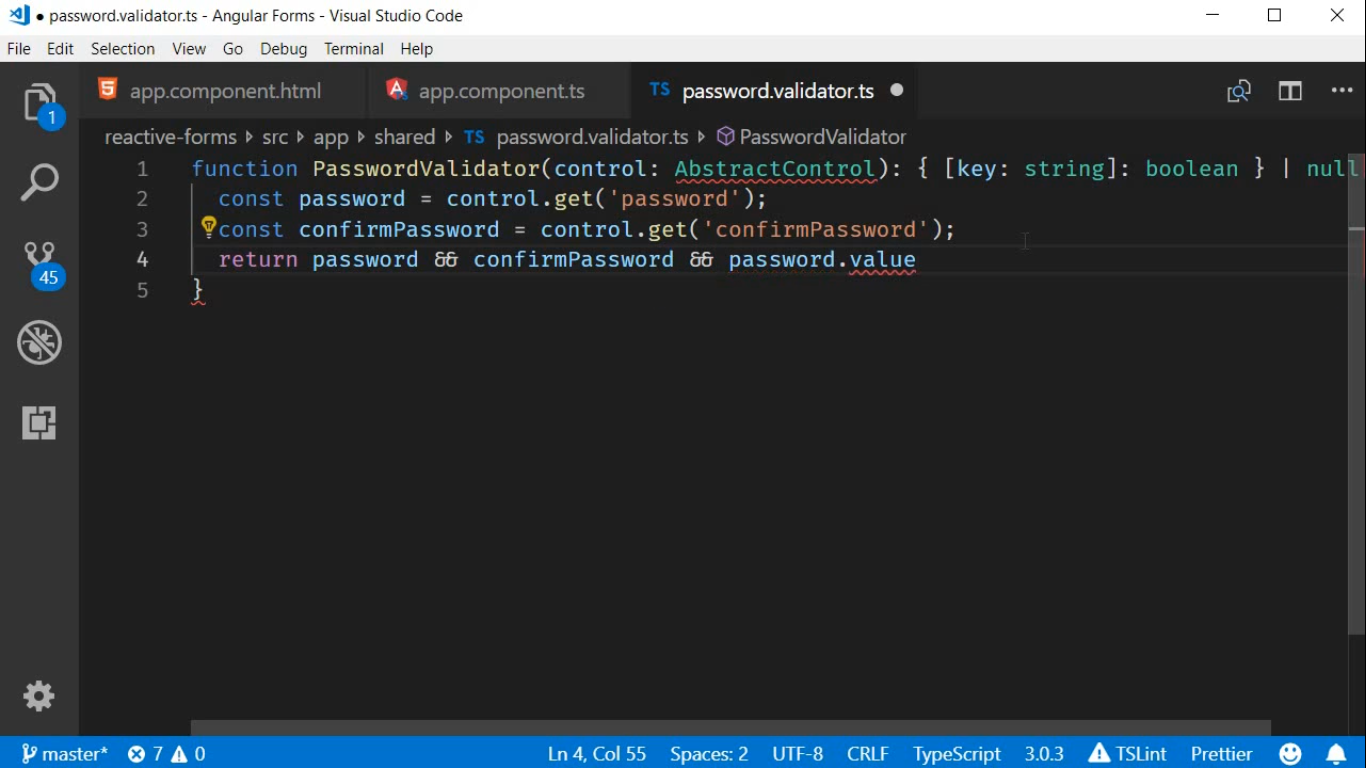 ● password.validator.ts - Angular Forms - Visual Studio Code
File Edit Selection View Go Debug Terminal Help
1
app.component.html
app.component.ts
TS password.validator.ts
reactive-forms src app shared TS password.validator.ts PasswordValidator
1 function PasswordValidator(control: AbstractControl): { [key: string]: boolean } | null
2 const password = control.get('password');
3 const confirmPassword = control.get('confirmPassword');
4 return password && confirmPassword && password.value
5 }
45
master* 7 0 Ln 4, Col 55 Spaces: 2 UTF-8 CRLF TypeScript 3.0.3 TSLint Prettier